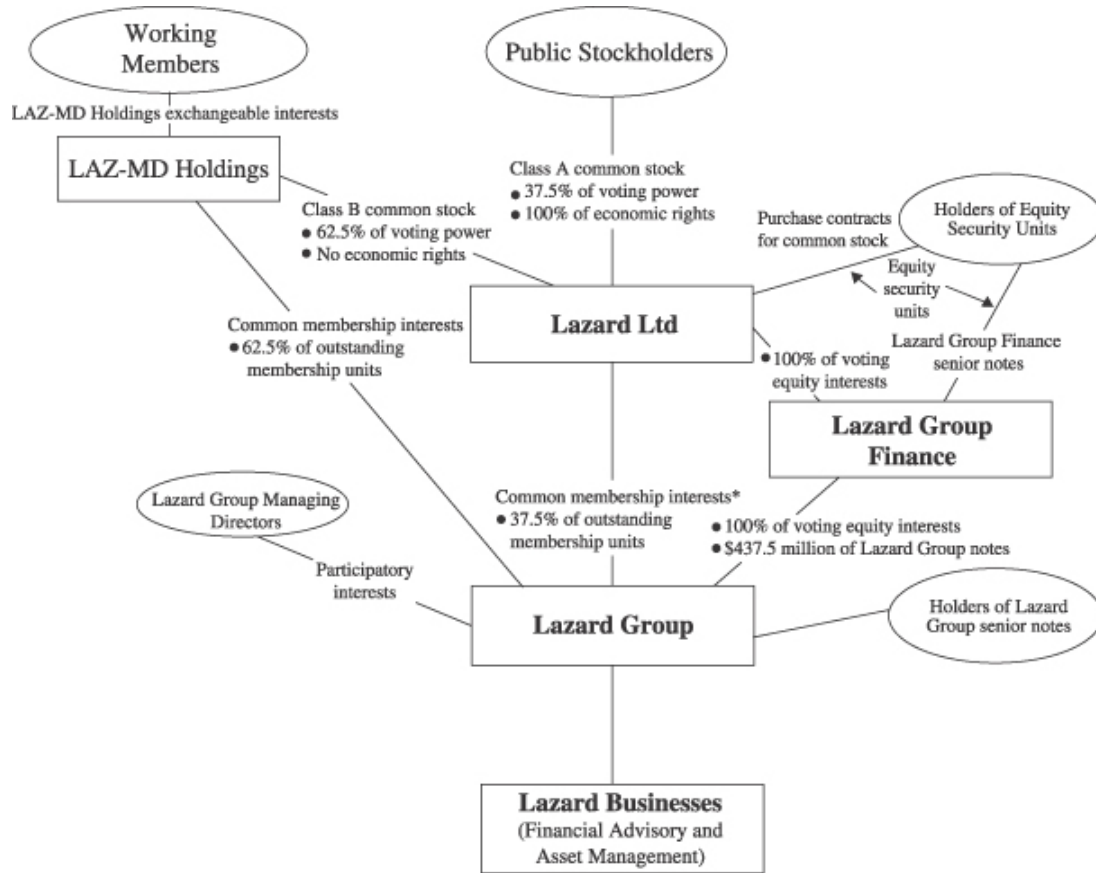 Working
Members
Public Stockholders
LAZ-MD Holdings exchangeable interests
LAZ-MD Holdings
Class A common stock
● 37.5% of voting power
● 100% of economic rights
Class B common stock
● 62.5% of voting power
● No economic rights
Purchase contracts
for common stock
Holders of Equity
Security Units
Equity
security
units
Lazard Ltd
Common membership interests
● 62.5% of outstanding
membership units
● 100% of voting
equity interests
Lazard Group Finance
senior notes
Lazard Group
Finance
Lazard Group Managing
Directors
Common membership interests*
● 37.5% of outstanding
membership units
● 100% of voting equity interests
● $437.5 million of Lazard Group notes
Participatory
interests
Lazard Group
Holders of Lazard
Group senior notes
Lazard Businesses
(Financial Advisory and
Asset Management)